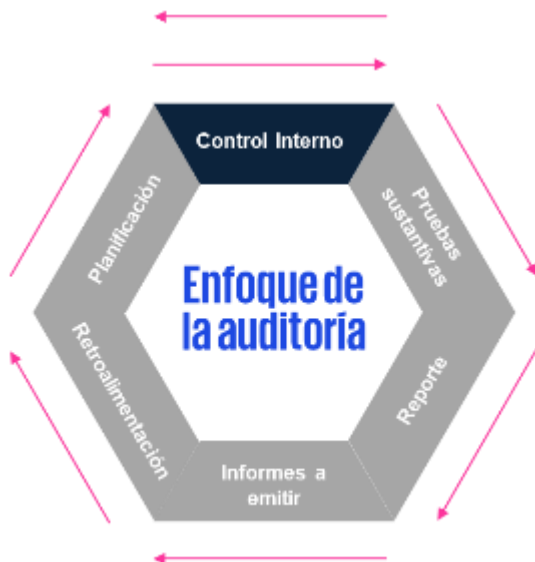 Control Interno
Pruebas
sustantivas
Reporte
Informes a
emitir
Retroalimentación
Planificación
Enfoque de
la auditoría